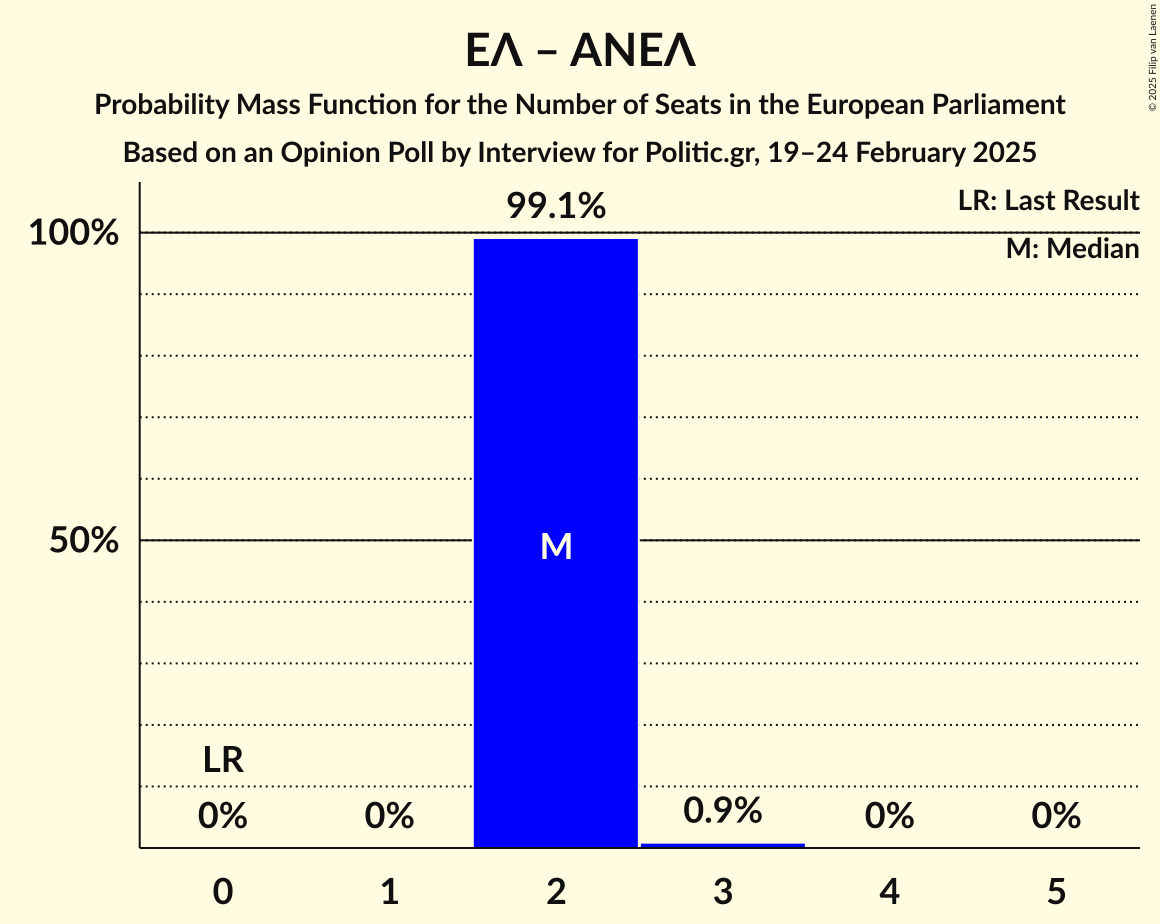 ΕΛ – ΑΝΕΛ
Probability Mass Function for the Number of Seats in the European Parliament
Based on an Opinion Poll by Interview for Politic.gr, 19–24 February 2025
© 2025 Filip van Laenen
LR: Last Result
M: Median
99.1%
100%
50%
M
LR
0%
0%
0.9%
0%
0%
0
1
2
3
4
5